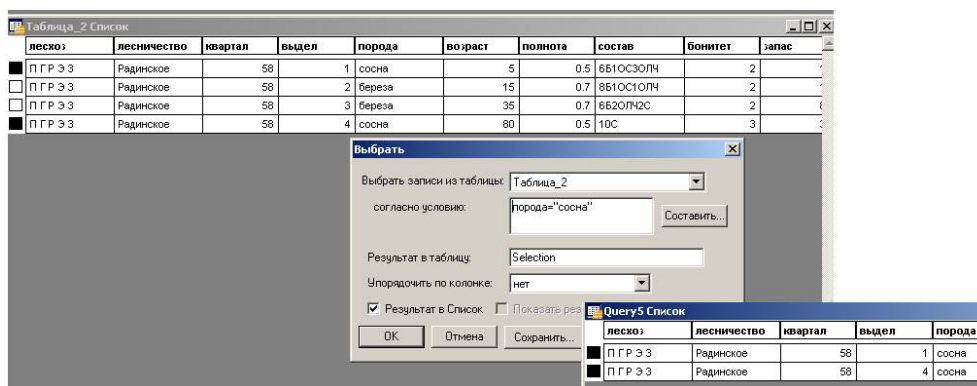 Таблица_2 Список
лесхоз лесничество квартал выдел порода возраст полнота состав бонитет запас
П Г Р Э З Радинское 58 1 сосна 5 0.5 6Б1ОС3ОЛЧ 2
П Г Р Э З Радинское 58 2 береза 15 0.7 8Б1ОС1ОЛЧ 2
П Г Р Э З Радинское 58 3 береза 35 0.7 6Б2ОЛЧ2С 2
П Г Р Э З Радинское 58 4 сосна 80 0.5 10С 3
Выбрать
Выбрать записи из таблицы: Таблица_2
согласно условию: порода="сосна" Составить...
Результат в таблицу: Selection
Упорядочить по колонке: нет
Результат в Список Показать рез
OK Отмена Сохранить...
Query5 Список
лесхоз лесничество квартал выдел порода
П Г Р Э З Радинское 58 1 сосна
П Г Р Э З Радинское 58 4 сосна